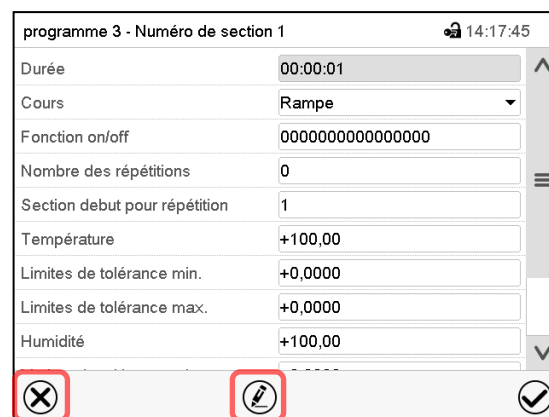 programme 3 - Numéro de section 1 14:17:45
Durée 00:00:01
Cours Rampe
Fonction on/off 0000000000000000
Nombre des répétitions 0
Section debut pour répétition 1
Température +100,00
Limites de tolérance min. +0,0000
Limites de tolérance max. +0,0000
Humidité +100,00